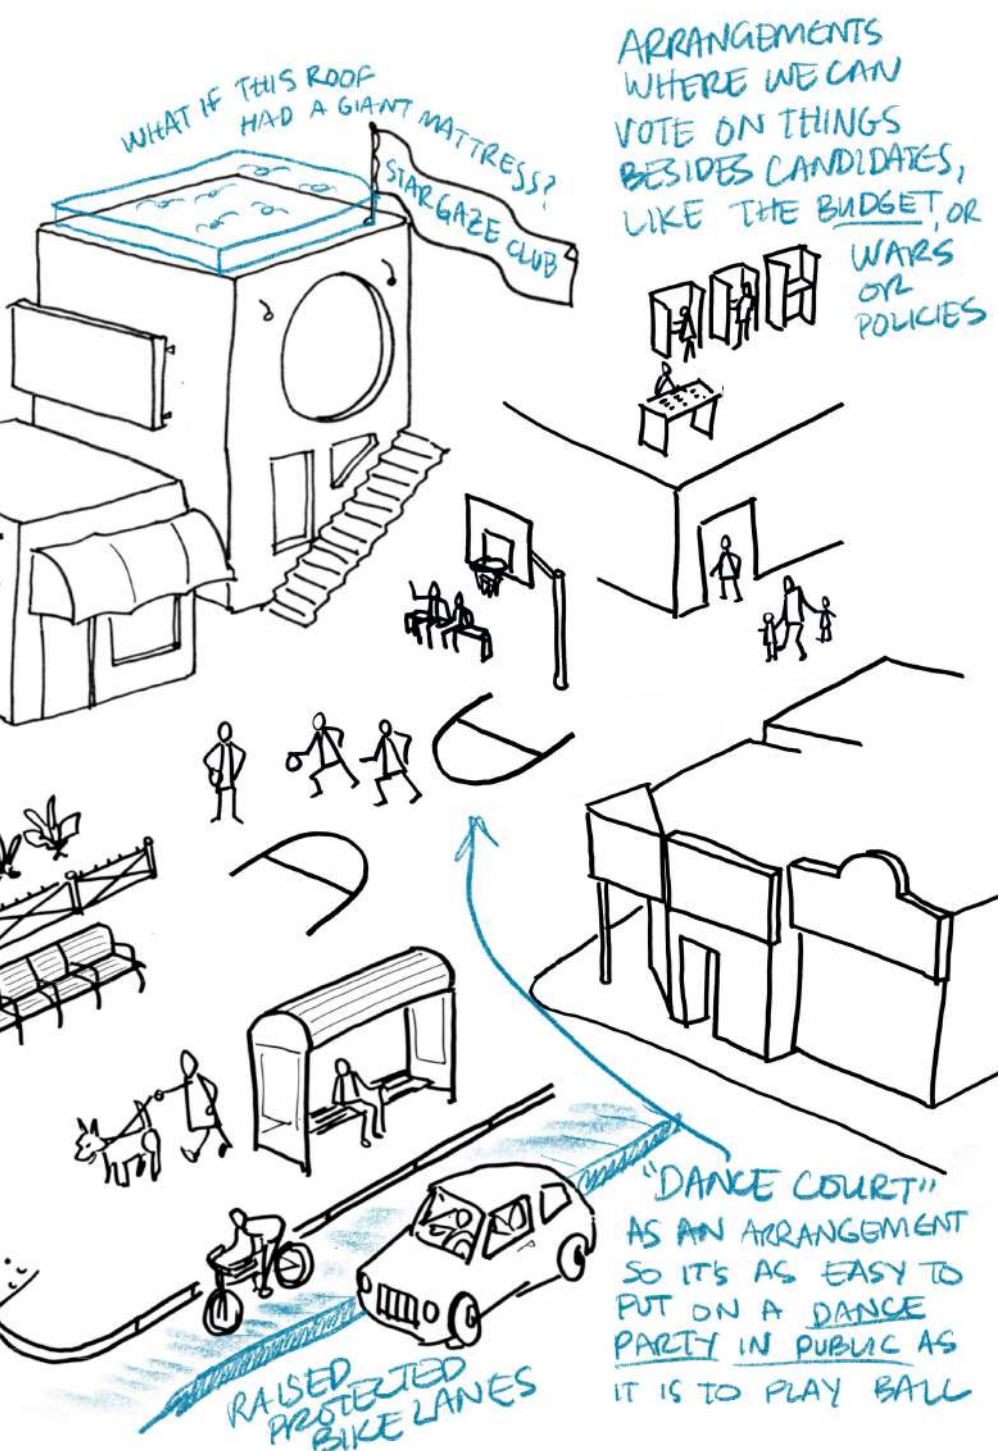 WHAT IF THIS ROOF
HAD A GIANT MATTRESS?
STAR GAZE CLUB
ARRANGEMENTS
WHERE WE CAN
VOTE ON THINGS
BESIDES CANDIDATES,
LIKE THE BUDGET, OR
WARS
OR
POLICIES
"DANCE COURT"
AS AN ARRANGEMENT
SO IT'S AS EASY TO
PUT ON A DANCE
PARTY IN PUBLIC AS
IT IS TO PLAY BALL
RAISED
PROTECTED
BIKE LANES